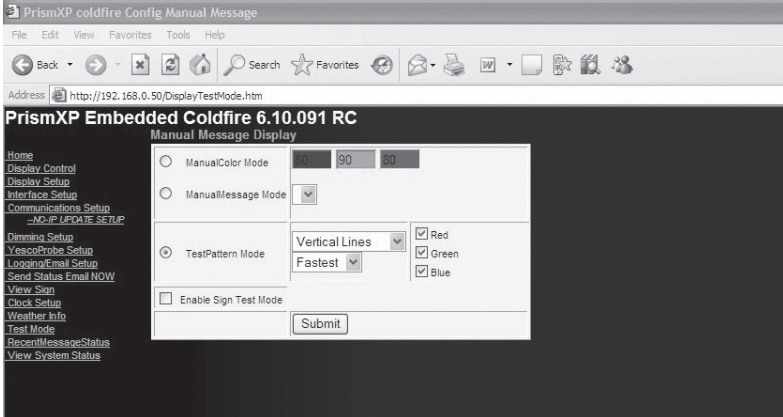 PrismXP coldfire Config Manual Message
File Edit View Favorites Tools Help
Back Search Favorites
Address http://192.168.0.50/DisplayTestMode.htm
PrismXP Embedded Coldfire 6.10.091 RC
Manual Message Display
Home
Display Control
Display Setup
Interface Setup
Communications Setup
--NO-IP UPDATE SETUP
Dimming Setup
YescoProbe Setup
Logging/Email Setup
Send Status Email NOW
View Sign
Clock Setup
Weather Info
Test Mode
RecentMessageStatus
View System Status
ManualColor Mode 80 90 80
ManualMessage Mode
TestPattern Mode
Vertical Lines
Fastest
Red
Green
Blue
Enable Sign Test Mode
Submit